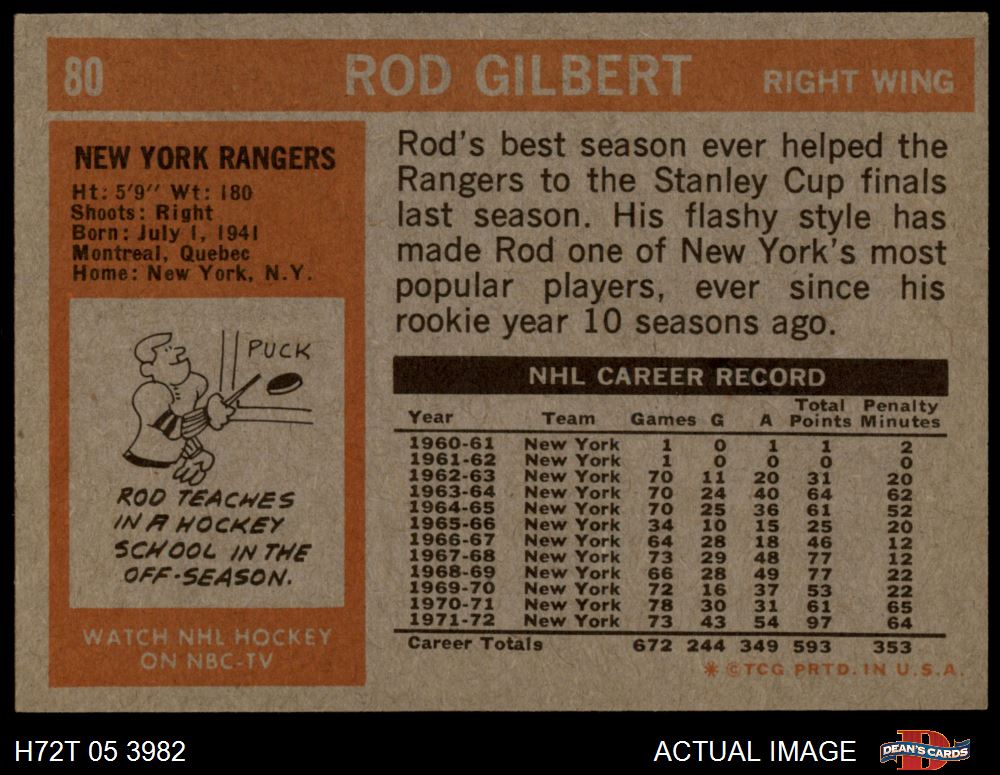 80 ROD GILBERT RIGHT WING
NEW YORK RANGERS
Ht: 5'9" Wt: 180
Shoots: Right
Born: July 1, 1941
Montreal, Quebec
Home: New York, N.Y.
PUCK
ROD TEACHES
IN A HOCKEY
SCHOOL IN THE
OFF-SEASON.
WATCH NHL HOCKEY
ON NBC-TV
Rod's best season ever helped the
Rangers to the Stanley Cup finals
last season. His flashy style has
made Rod one of New York's most
popular players, ever since his
rookie year 10 seasons ago.
NHL CAREER RECORD
Year Team Games G A Total Points Penalty Minutes
1960-61 New York 1 0 1 1 2
1961-62 New York 1 0 0 0 0
1962-63 New York 70 11 20 31 20
1963-64 New York 70 24 40 64 62
1964-65 New York 70 25 36 61 52
1965-66 New York 34 10 15 25 20
1966-67 New York 64 28 18 46 12
1967-68 New York 73 29 48 77 12
1968-69 New York 66 28 49 77 22
1969-70 New York 72 16 37 53 22
1970-71 New York 78 30 31 61 65
1971-72 New York 73 43 54 97 64
Career Totals 672 244 349 593 353
* ©TCG PRTD. IN U.S.A.
H72T 05 3982
ACTUAL IMAGE
D
DEAN'S CARDS